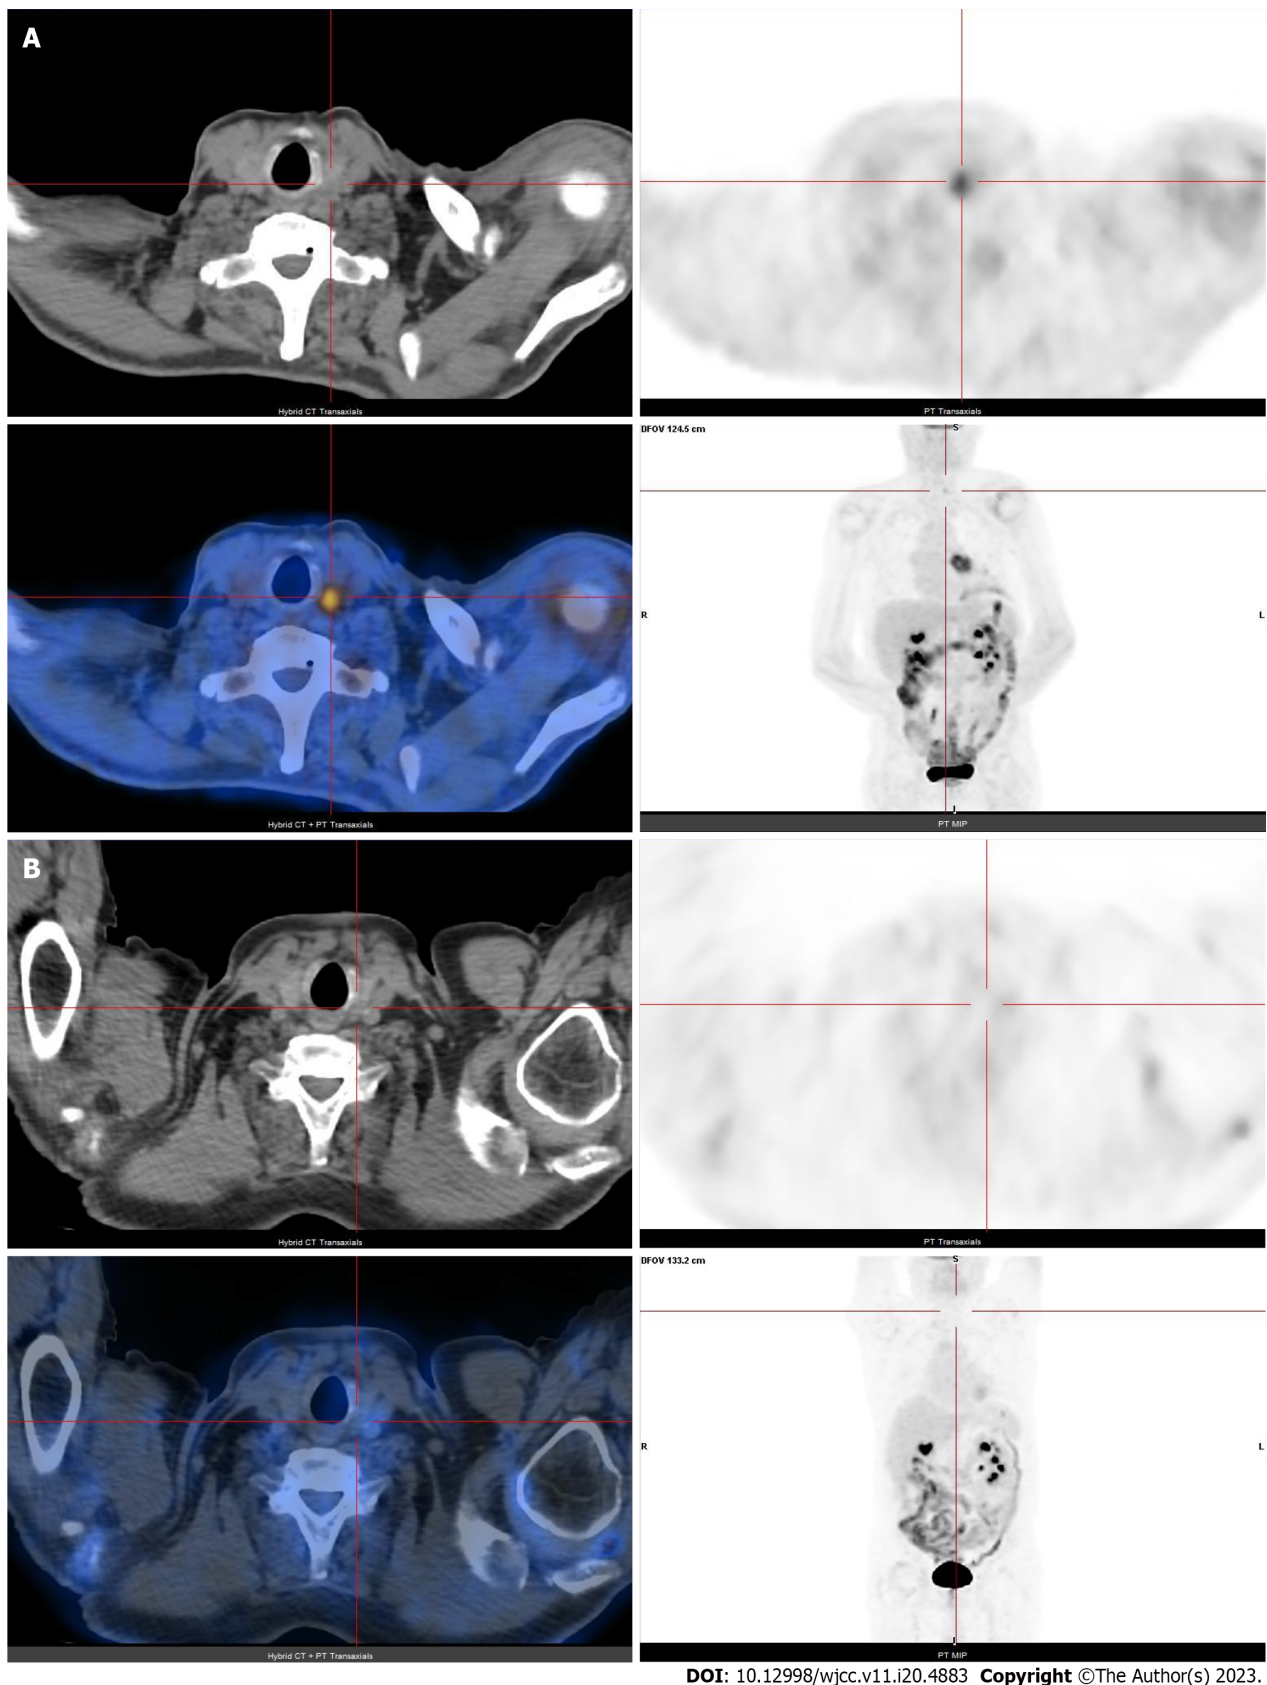 A
Hybrid CT Transaxials
PT Transaxials
DFOV 124.5 cm
S
R
L
I
Hybrid CT + PT Transaxials
PT MIP
B
Hybrid CT Transaxials
PT Transaxials
DFOV 133.2 cm
S
R
L
I
Hybrid CT + PT Transaxials
PT MIP
DOI: 10.12998/wjcc.v11.i20.4883 Copyright ©The Author(s) 2023.